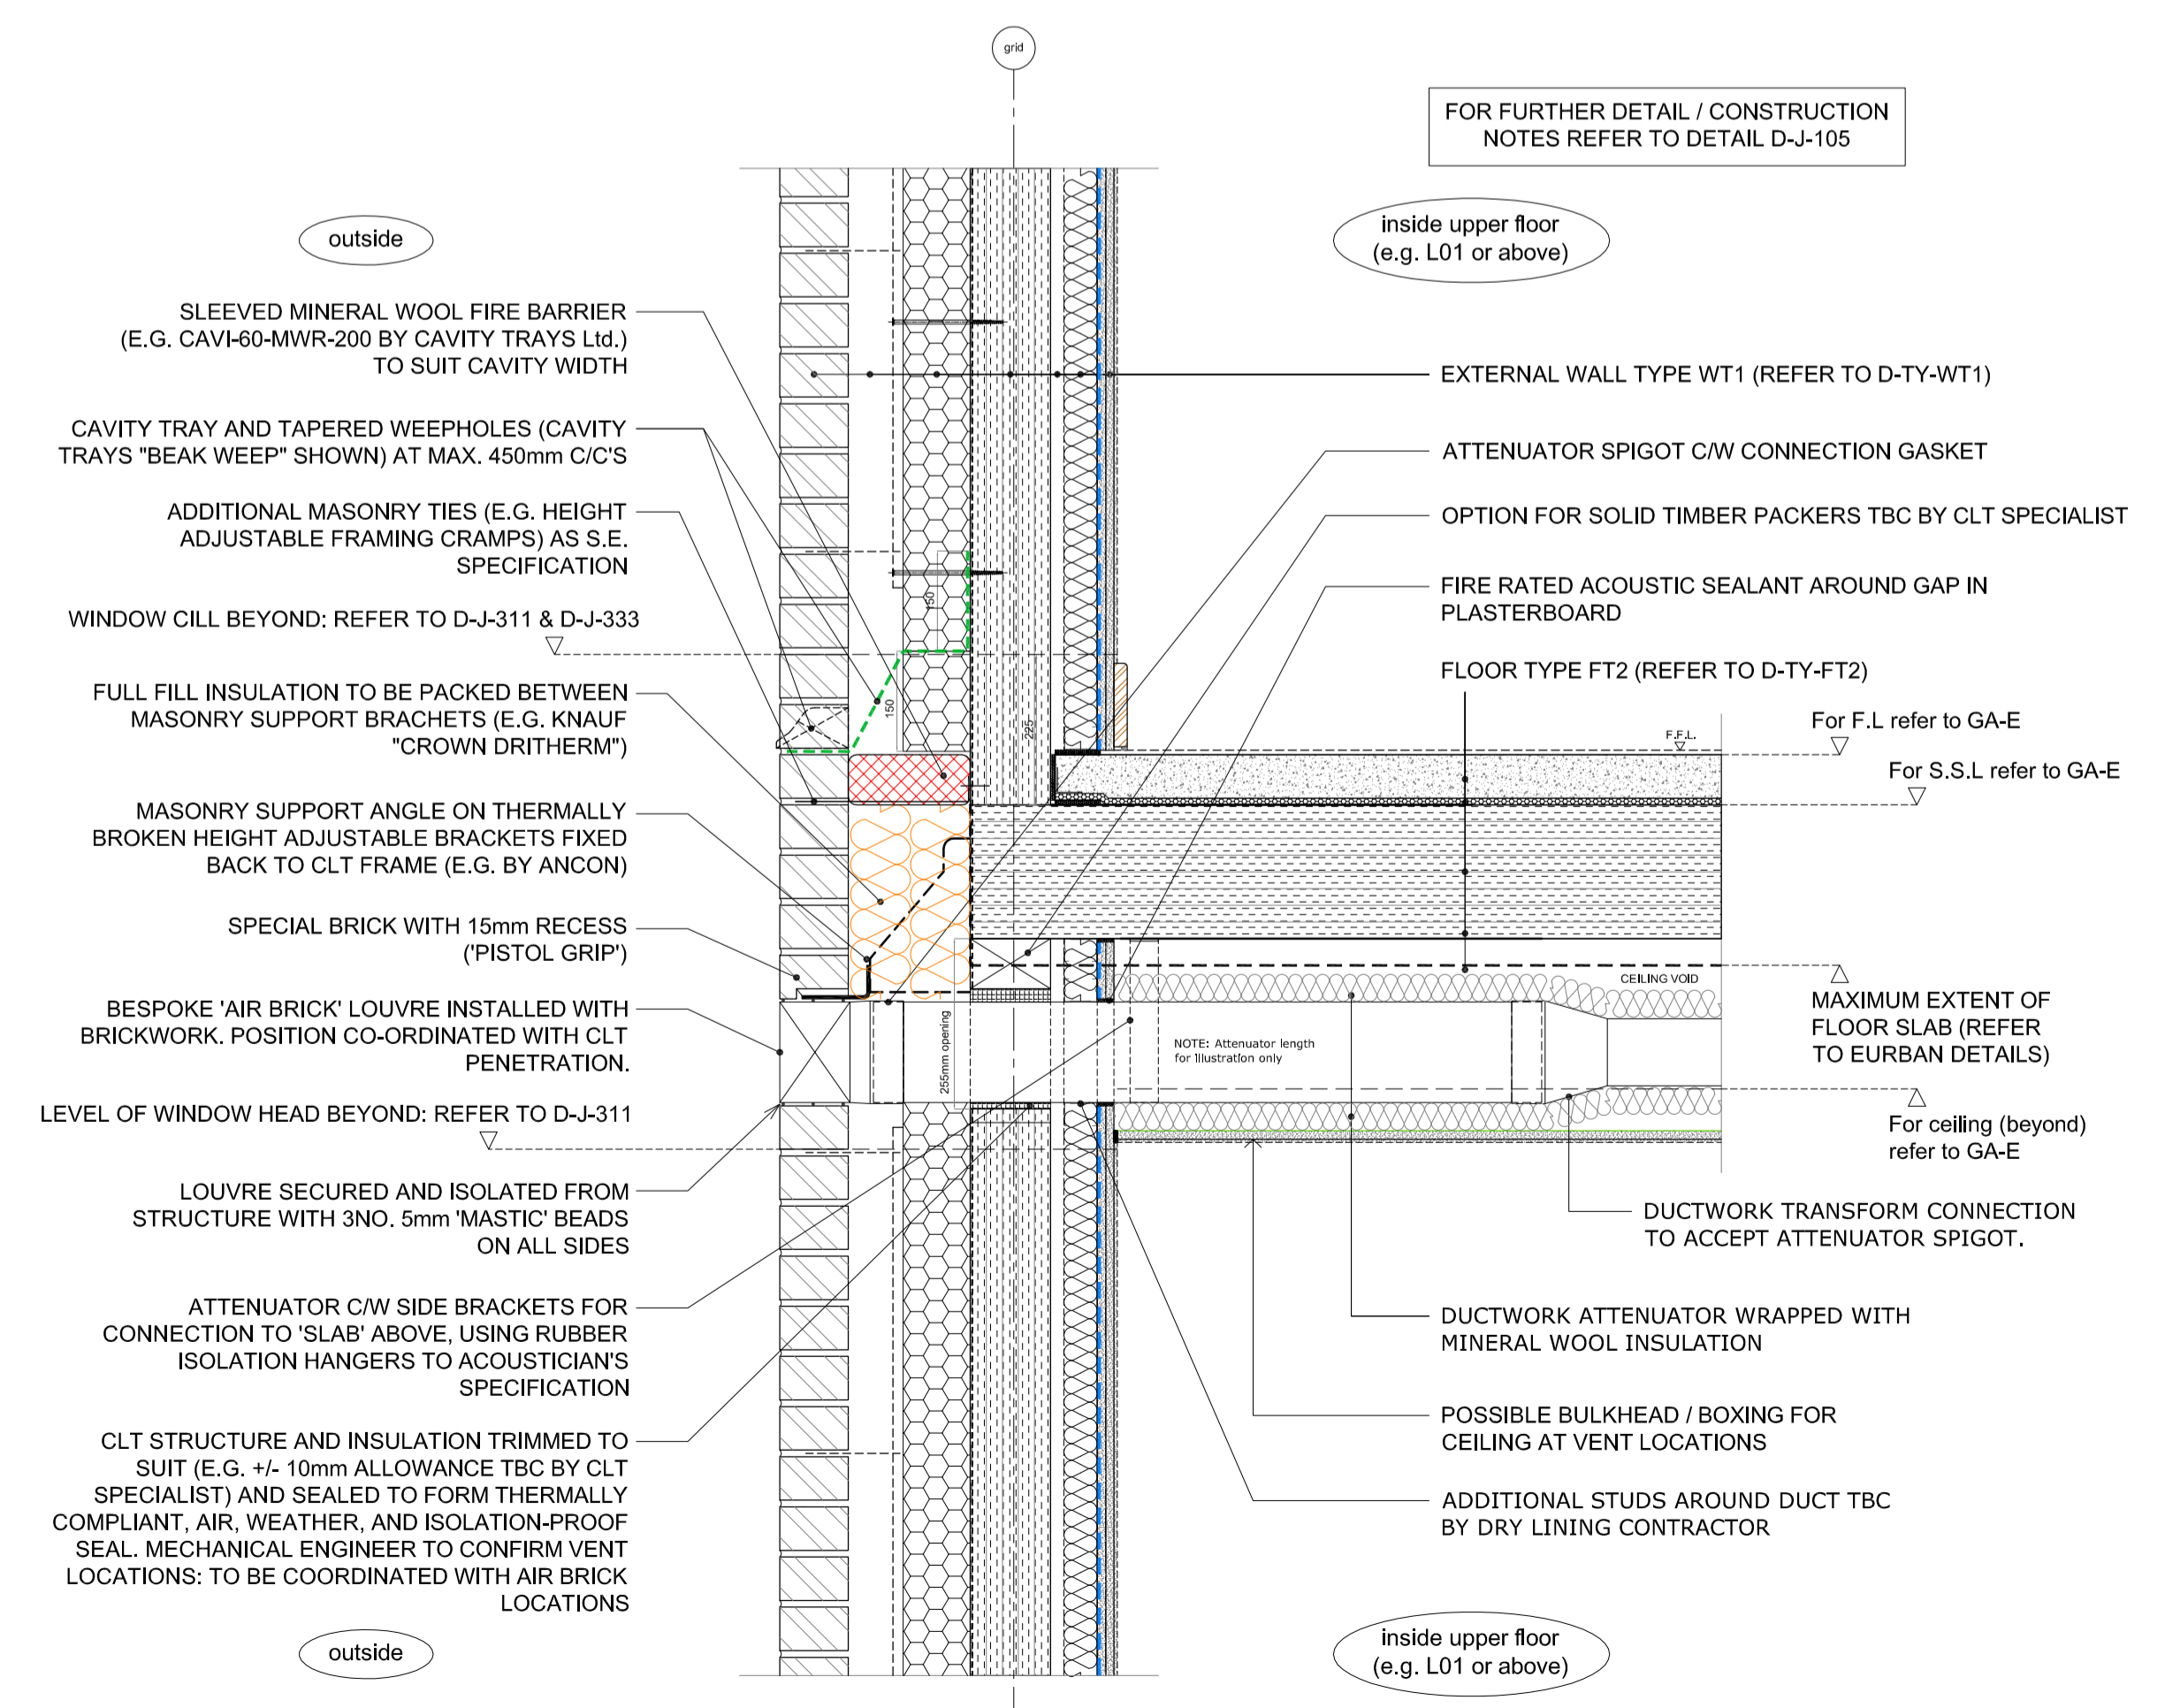 grid
FOR FURTHER DETAIL / CONSTRUCTION
NOTES REFER TO DETAIL D-J-105
outside
inside upper floor
(e.g. L01 or above)
SLEEVED MINERAL WOOL FIRE BARRIER
(E.G. CAVI-60-MWR-200 BY CAVITY TRAYS Ltd.)
TO SUIT CAVITY WIDTH
CAVITY TRAY AND TAPERED WEEPHOLES (CAVITY
TRAYS "BEAK WEEP" SHOWN) AT MAX. 450mm C/C'S
ADDITIONAL MASONRY TIES (E.G. HEIGHT
ADJUSTABLE FRAMING CRAMPS) AS S.E.
SPECIFICATION
WINDOW CILL BEYOND: REFER TO D-J-311 & D-J-333
FULL FILL INSULATION TO BE PACKED BETWEEN
MASONRY SUPPORT BRACHETS (E.G. KNAUF
"CROWN DRITHERM")
MASONRY SUPPORT ANGLE ON THERMALLY
BROKEN HEIGHT ADJUSTABLE BRACKETS FIXED
BACK TO CLT FRAME (E.G. BY ANCON)
SPECIAL BRICK WITH 15mm RECESS
('PISTOL GRIP')
BESPOKE 'AIR BRICK' LOUVRE INSTALLED WITH
BRICKWORK. POSITION CO-ORDINATED WITH CLT
PENETRATION.
LEVEL OF WINDOW HEAD BEYOND: REFER TO D-J-311
LOUVRE SECURED AND ISOLATED FROM
STRUCTURE WITH 3NO. 5mm 'MASTIC' BEADS
ON ALL SIDES
ATTENUATOR C/W SIDE BRACKETS FOR
CONNECTION TO 'SLAB' ABOVE, USING RUBBER
ISOLATION HANGERS TO ACOUSTICIAN'S
SPECIFICATION
CLT STRUCTURE AND INSULATION TRIMMED TO
SUIT (E.G. +/- 10mm ALLOWANCE TBC BY CLT
SPECIALIST) AND SEALED TO FORM THERMALLY
COMPLIANT, AIR, WEATHER, AND ISOLATION-PROOF
SEAL. MECHANICAL ENGINEER TO CONFIRM VENT
LOCATIONS: TO BE COORDINATED WITH AIR BRICK
LOCATIONS
outside
150
150
225
255mm opening
EXTERNAL WALL TYPE WT1 (REFER TO D-TY-WT1)
ATTENUATOR SPIGOT C/W CONNECTION GASKET
OPTION FOR SOLID TIMBER PACKERS TBC BY CLT SPECIALIST
FIRE RATED ACOUSTIC SEALANT AROUND GAP IN
PLASTERBOARD
FLOOR TYPE FT2 (REFER TO D-TY-FT2)
F.F.L.
For F.L refer to GA-E
For S.S.L refer to GA-E
CEILING VOID
MAXIMUM EXTENT OF
FLOOR SLAB (REFER
TO EURBAN DETAILS)
NOTE: Attenuator length
for illustration only
For ceiling (beyond)
refer to GA-E
DUCTWORK TRANSFORM CONNECTION
TO ACCEPT ATTENUATOR SPIGOT.
DUCTWORK ATTENUATOR WRAPPED WITH
MINERAL WOOL INSULATION
POSSIBLE BULKHEAD / BOXING FOR
CEILING AT VENT LOCATIONS
ADDITIONAL STUDS AROUND DUCT TBC
BY DRY LINING CONTRACTOR
inside upper floor
(e.g. L01 or above)